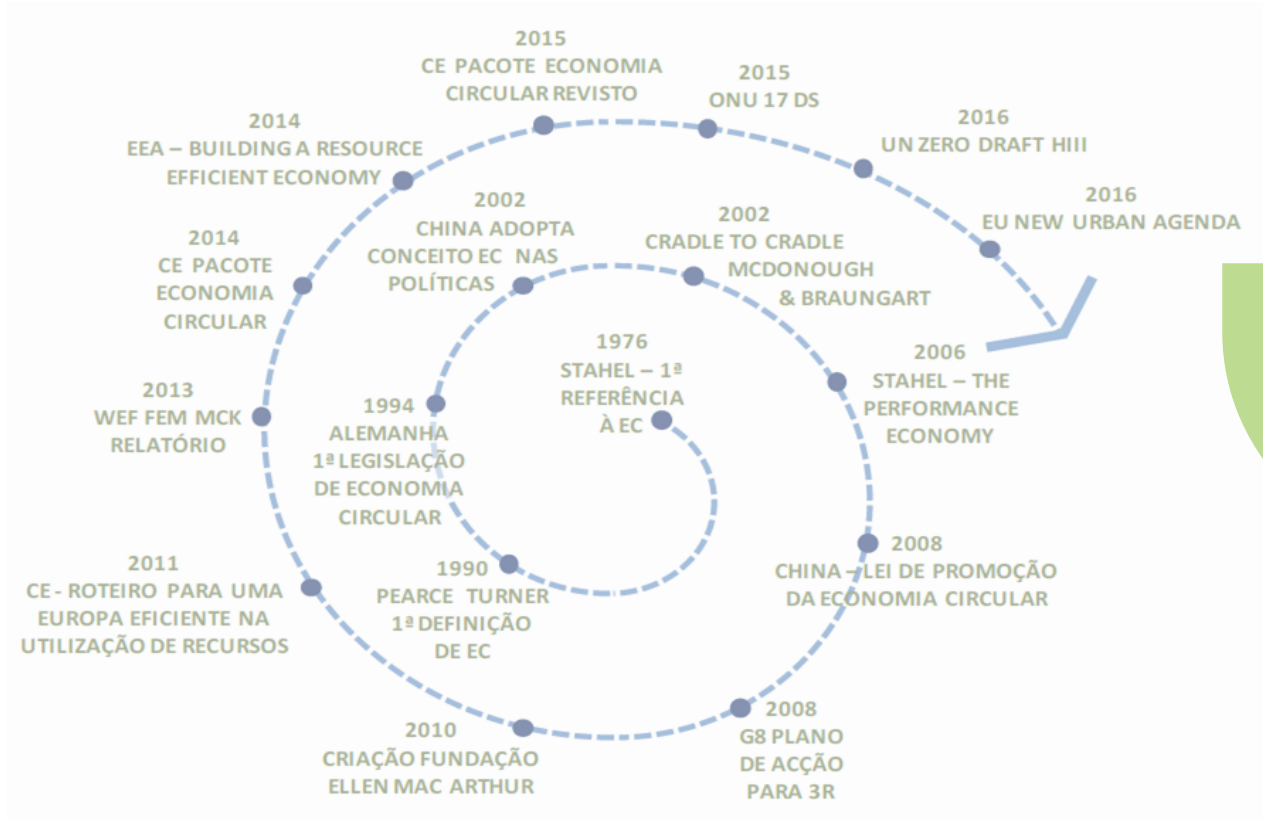 2015
CE PACOTE ECONOMIA
CIRCULAR REVISTO
2015
ONU 17 DS
2016
UN ZERO DRAFT HIII
2016
EU NEW URBAN AGENDA
2014
EEA – BUILDING A RESOURCE
EFFICIENT ECONOMY
2014
CE PACOTE
ECONOMIA
CIRCULAR
2002
CHINA ADOPTA
CONCEITO EC NAS
POLÍTICAS
2002
CRADLE TO CRADLE
MCDONOUGH
& BRAUNGART
1976
STAHEL – 1ª
REFERÊNCIA
À EC
2006
STAHEL – THE
PERFORMANCE
ECONOMY
2013
WEF FEM MCK
RELATÓRIO
1994
ALEMANHA
1ª LEGISLAÇÃO
DE ECONOMIA
CIRCULAR
2011
CE - ROTEIRO PARA UMA
EUROPA EFICIENTE NA
UTILIZAÇÃO DE RECURSOS
1990
PEARCE TURNER
1ª DEFINIÇÃO
DE EC
2008
CHINA – LEI DE PROMOÇÃO
DA ECONOMIA CIRCULAR
2010
CRIAÇÃO FUNDAÇÃO
ELLEN MAC ARTHUR
2008
G8 PLANO
DE ACÇÃO
PARA 3R